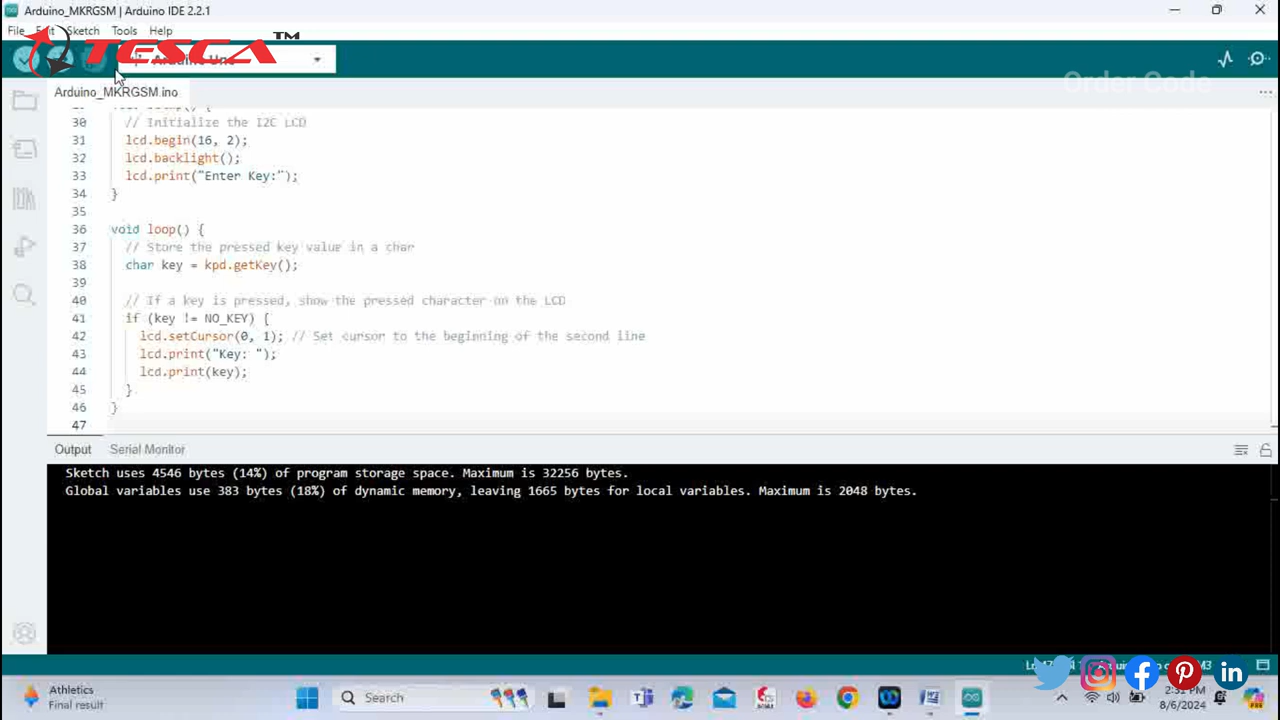 Arduino_MKRGSM | Arduino IDE 2.2.1
File Edit Sketch Tools Help
TESCA™
Arduino Uno
Order Code
Arduino_MKRGSM.ino
30 // Initialize the I2C LCD
31 lcd.begin(16, 2);
32 lcd.backlight();
33 lcd.print("Enter Key:");
34 }
35
36 void loop() {
37 // Store the pressed key value in a char
38 char key = kpd.getKey();
39
40 // If a key is pressed, show the pressed character on the LCD
41 if (key != NO_KEY) {
42 lcd.setCursor(0, 1); // Set cursor to the beginning of the second line
43 lcd.print("Key: ");
44 lcd.print(key);
45 }
46 }
47
Output Serial Monitor
Sketch uses 4546 bytes (14%) of program storage space. Maximum is 32256 bytes.
Global variables use 383 bytes (18%) of dynamic memory, leaving 1665 bytes for local variables. Maximum is 2048 bytes.
Athletics
Final result
Search
2:31 PM
8/6/2024